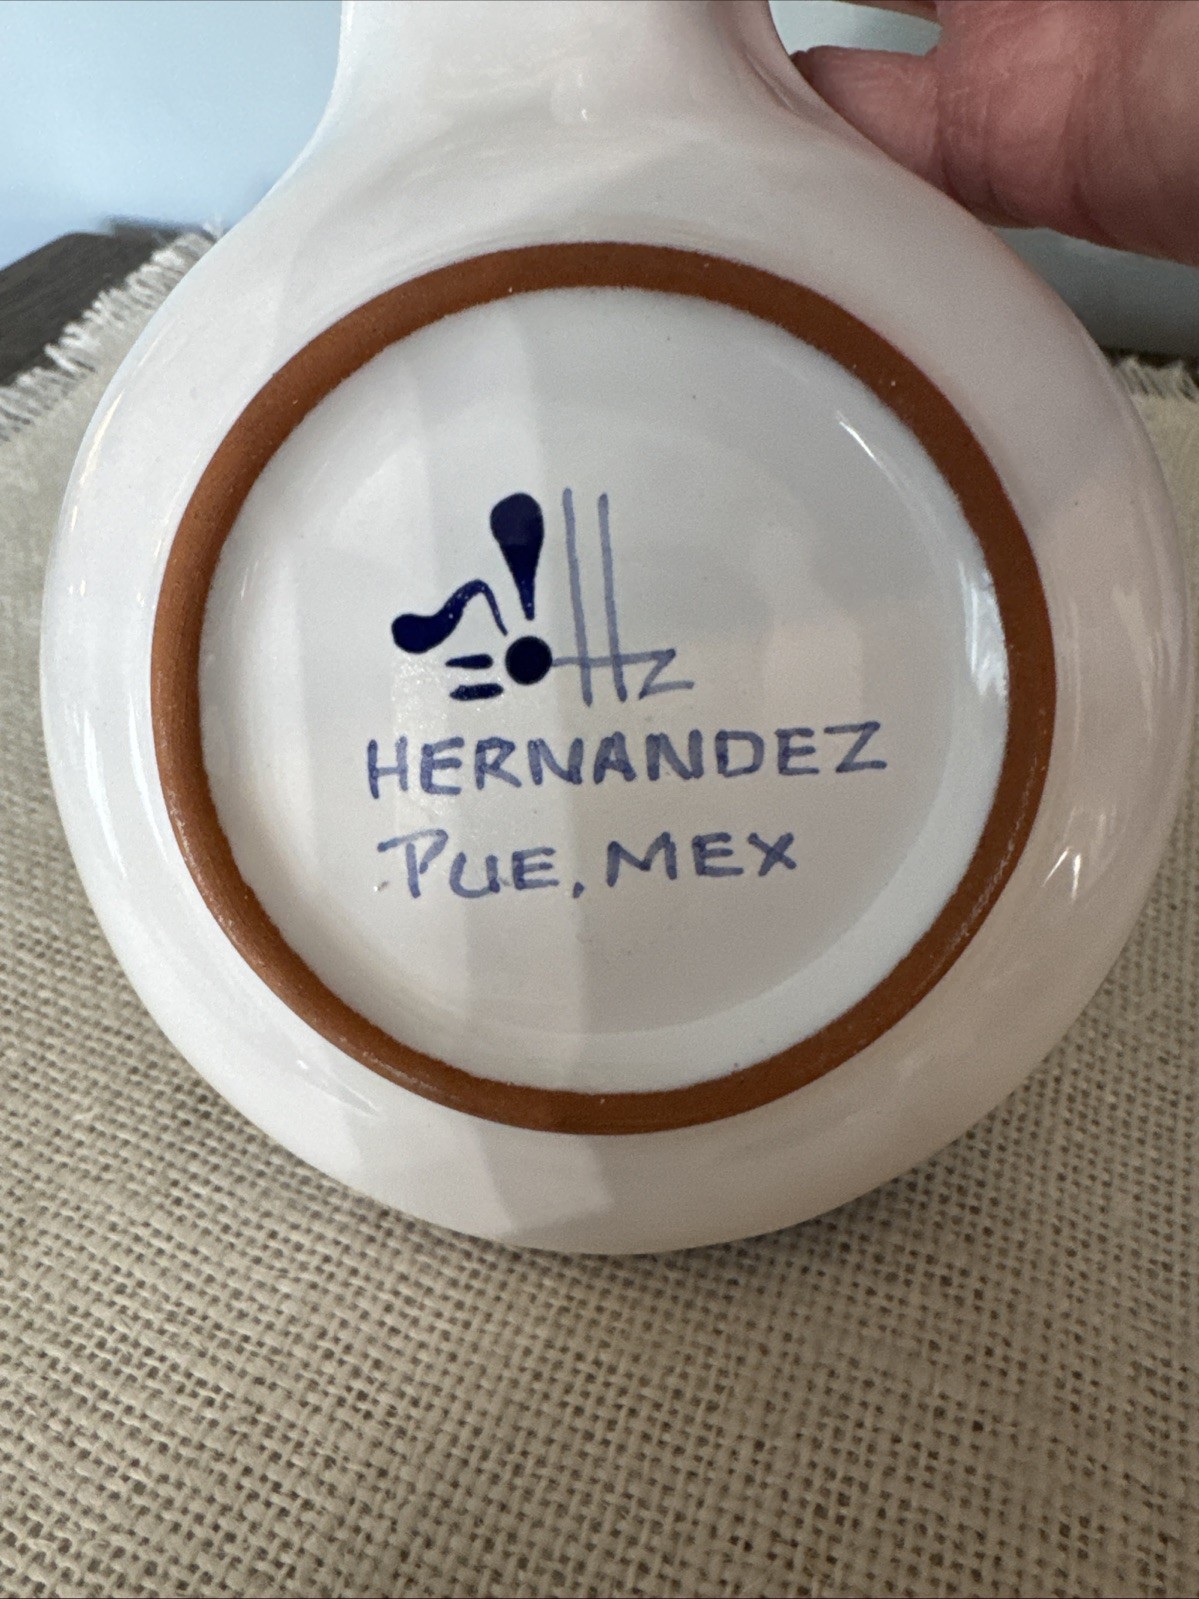 Hz
HERNANDEZ
PUE, MEX